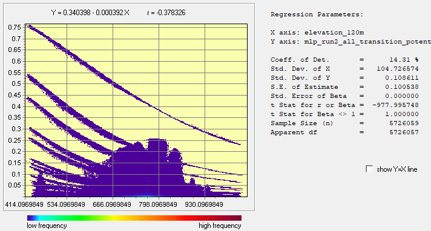 Y = 0.340398 - 0.000392 X r = -0.378326
0.75
0.7
0.65
0.6
0.55
0.5
0.45
0.4
0.35
0.3
0.25
0.2
0.15
0.1
0.05
414.0969849 534.0969849 666.0969849 798.0969849 930.0969849
low frequency high frequency
Regression Parameters:
X axis: elevation_120m
Y axis: mlp_run2_all_transition_potent
Coeff. of Det. = 14.31 %
Std. Dev. of X = 104.726574
Std. Dev. of Y = 0.108611
S.E. of Estimate = 0.100538
Std. Error of Beta = 0.000000
t Stat for r or Beta = -977.995748
t Stat for Beta <> 1 = 1.000000
Sample Size (n) = 5726059
Apparent df = 5726057
show Y=X line